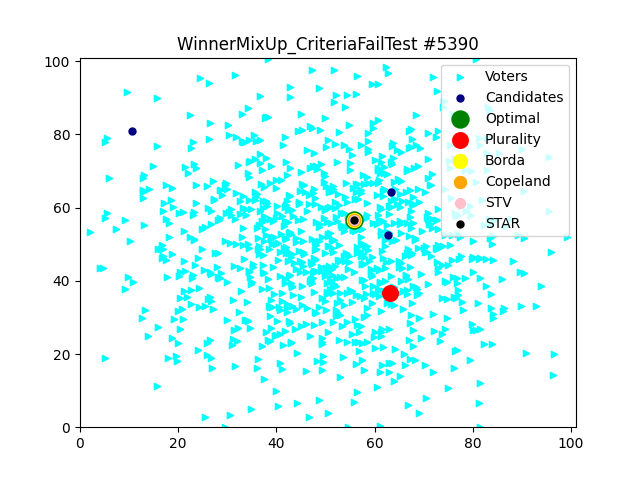 WinnerMixUp_CriteriaFailTest #5390
100
80
60
40
20
0
0 20 40 60 80 100
Voters
Candidates
Optimal
Plurality
Borda
Copeland
STV
STAR